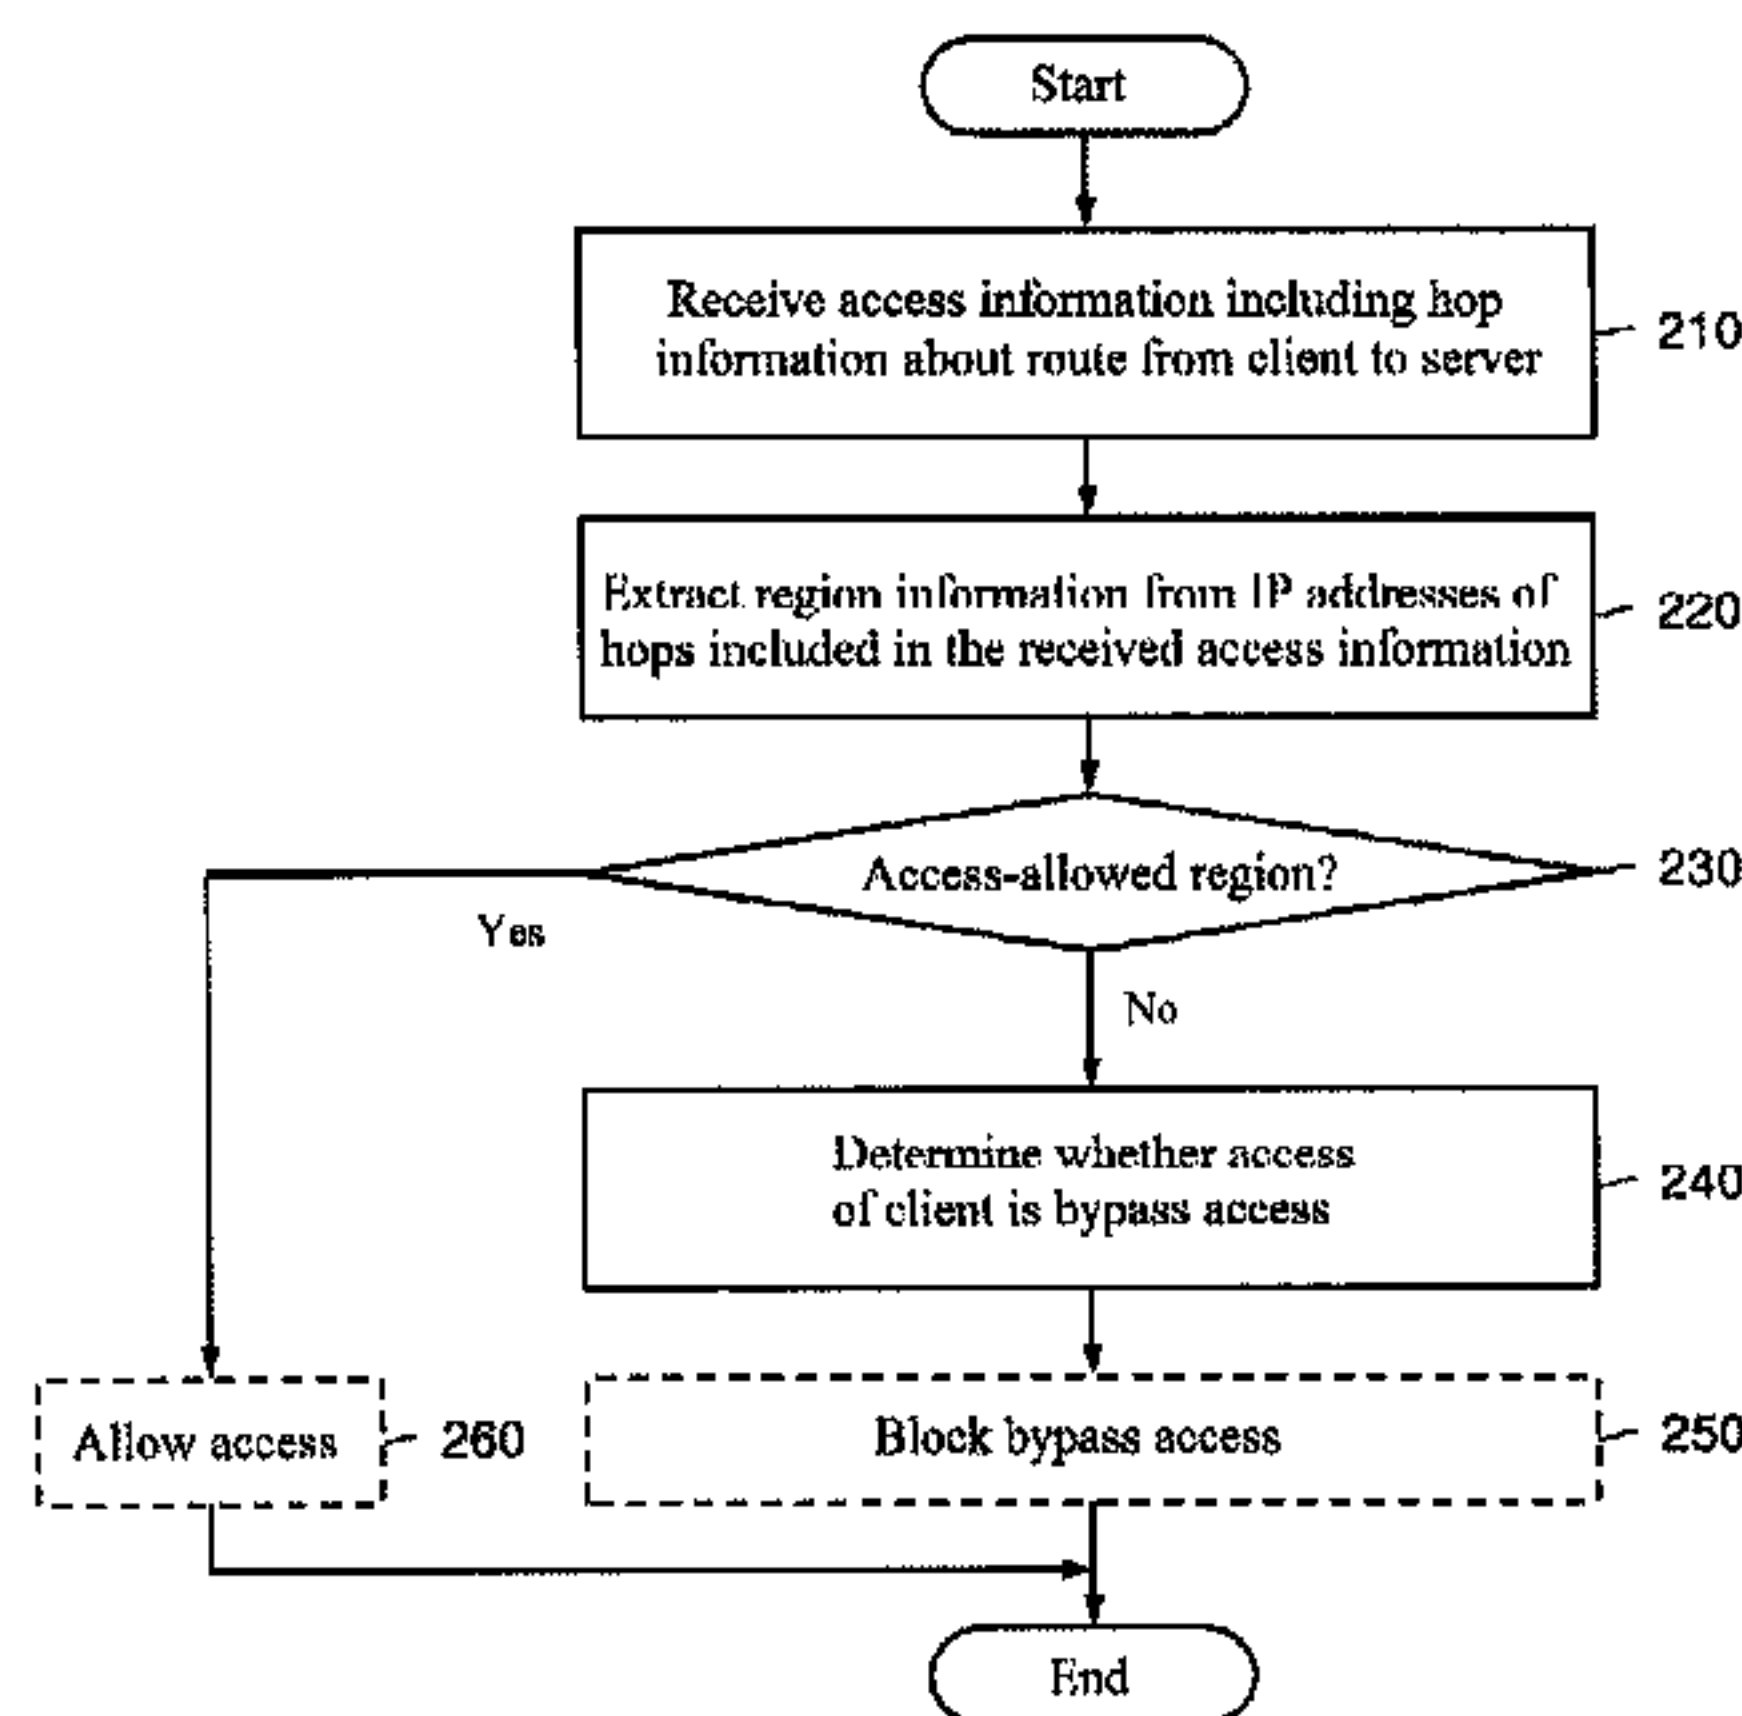 Start
Receive access information including hop
information about route from client to server
210
Extract region information from IP addresses of
hops included in the received access information
220
Access-allowed region?
230
Yes
No
Determine whether access
of client is bypass access
240
Allow access
260
Block bypass access
250
End